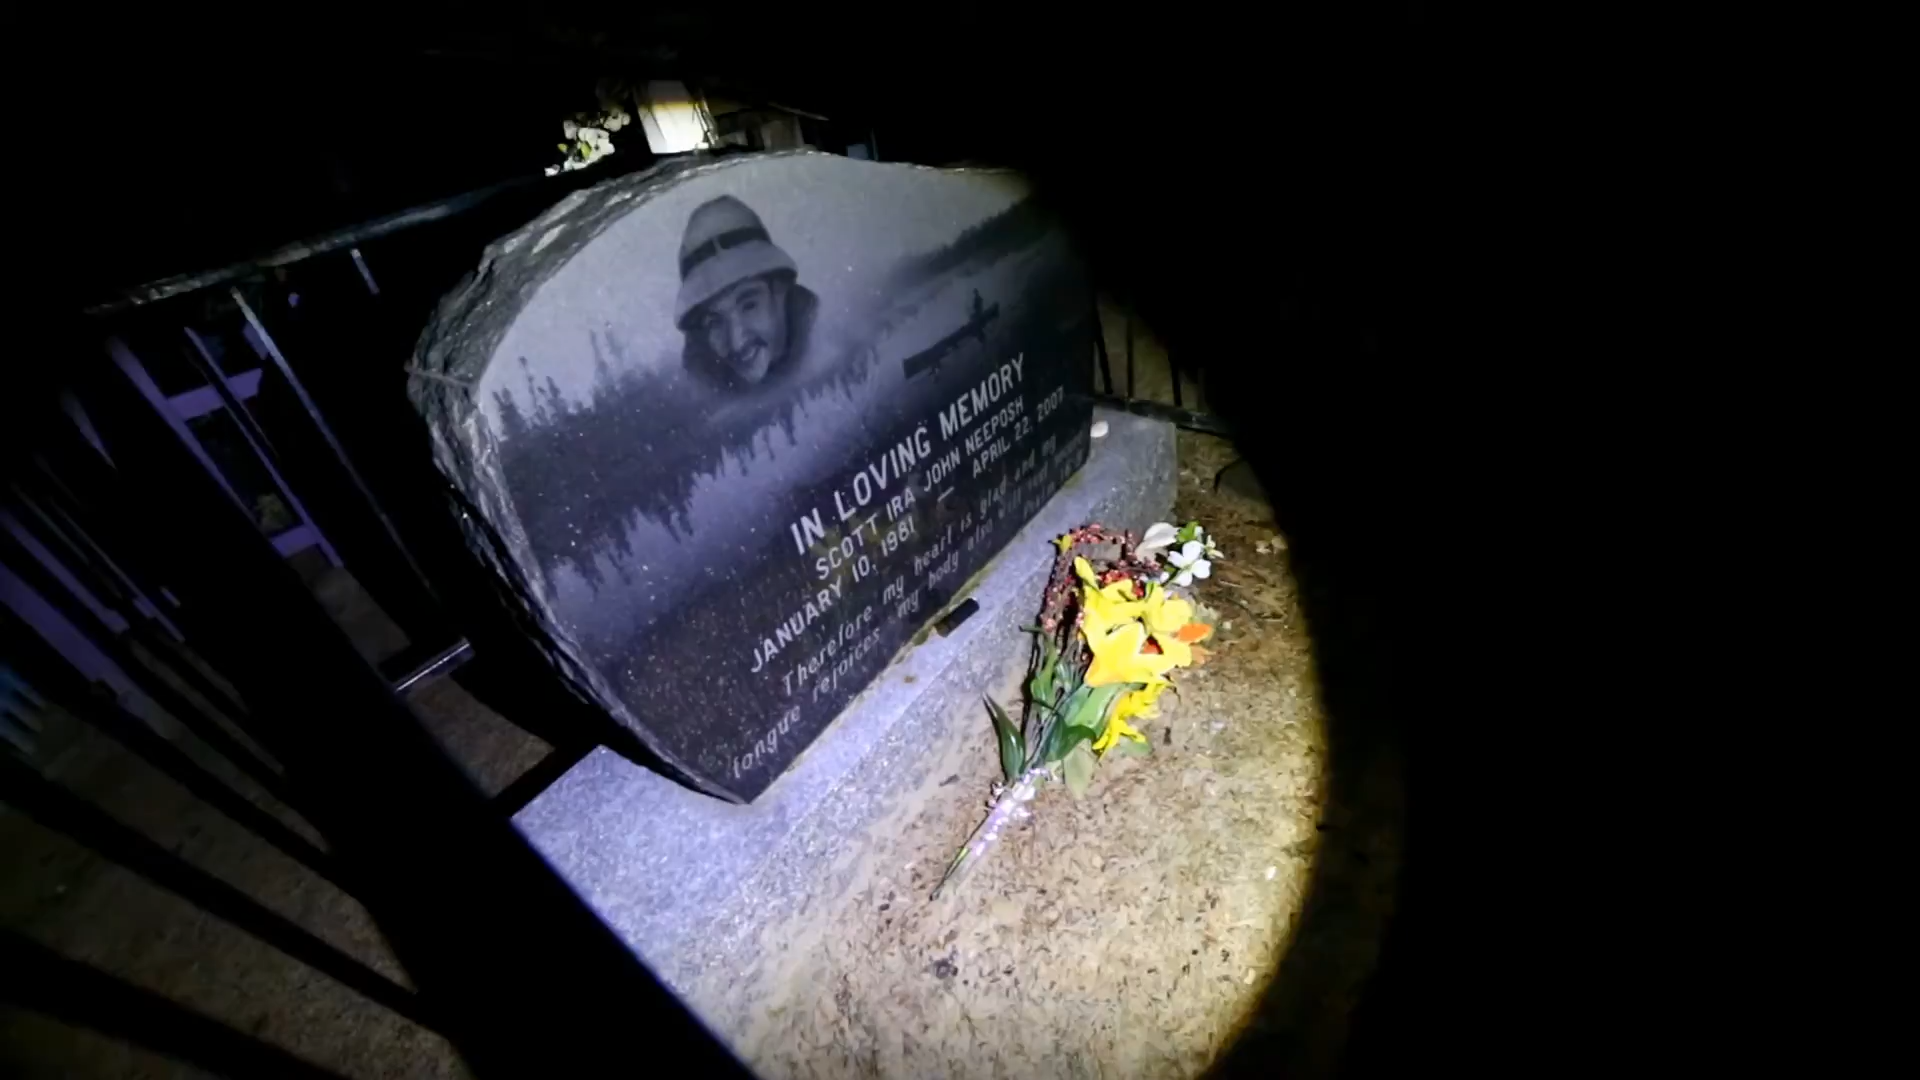 IN LOVING MEMORY
SCOTT IRA JOHN NEEPOSH
JANUARY 10, 1981 — APRIL 22, 2007
Therefore my heart is glad and my
tongue rejoices my body also will